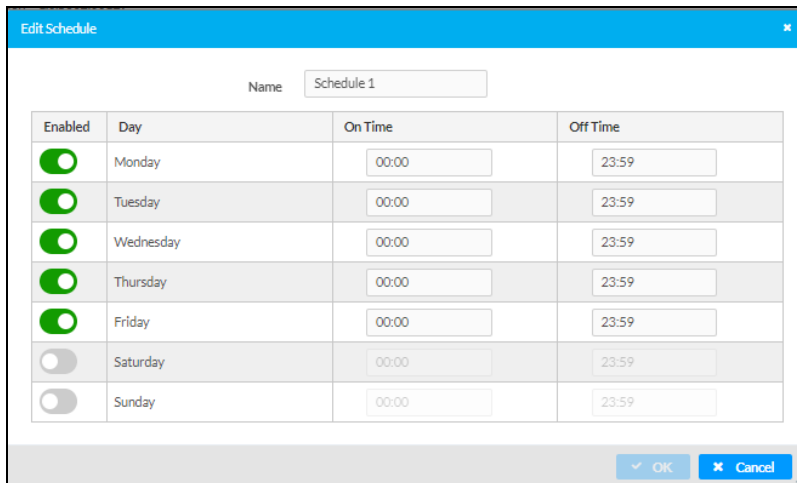 Edit Schedule
Name Schedule 1
Enabled Day On Time Off Time
Monday 00:00 23:59
Tuesday 00:00 23:59
Wednesday 00:00 23:59
Thursday 00:00 23:59
Friday 00:00 23:59
Saturday 00:00 23:59
Sunday 00:00 23:59
OK Cancel